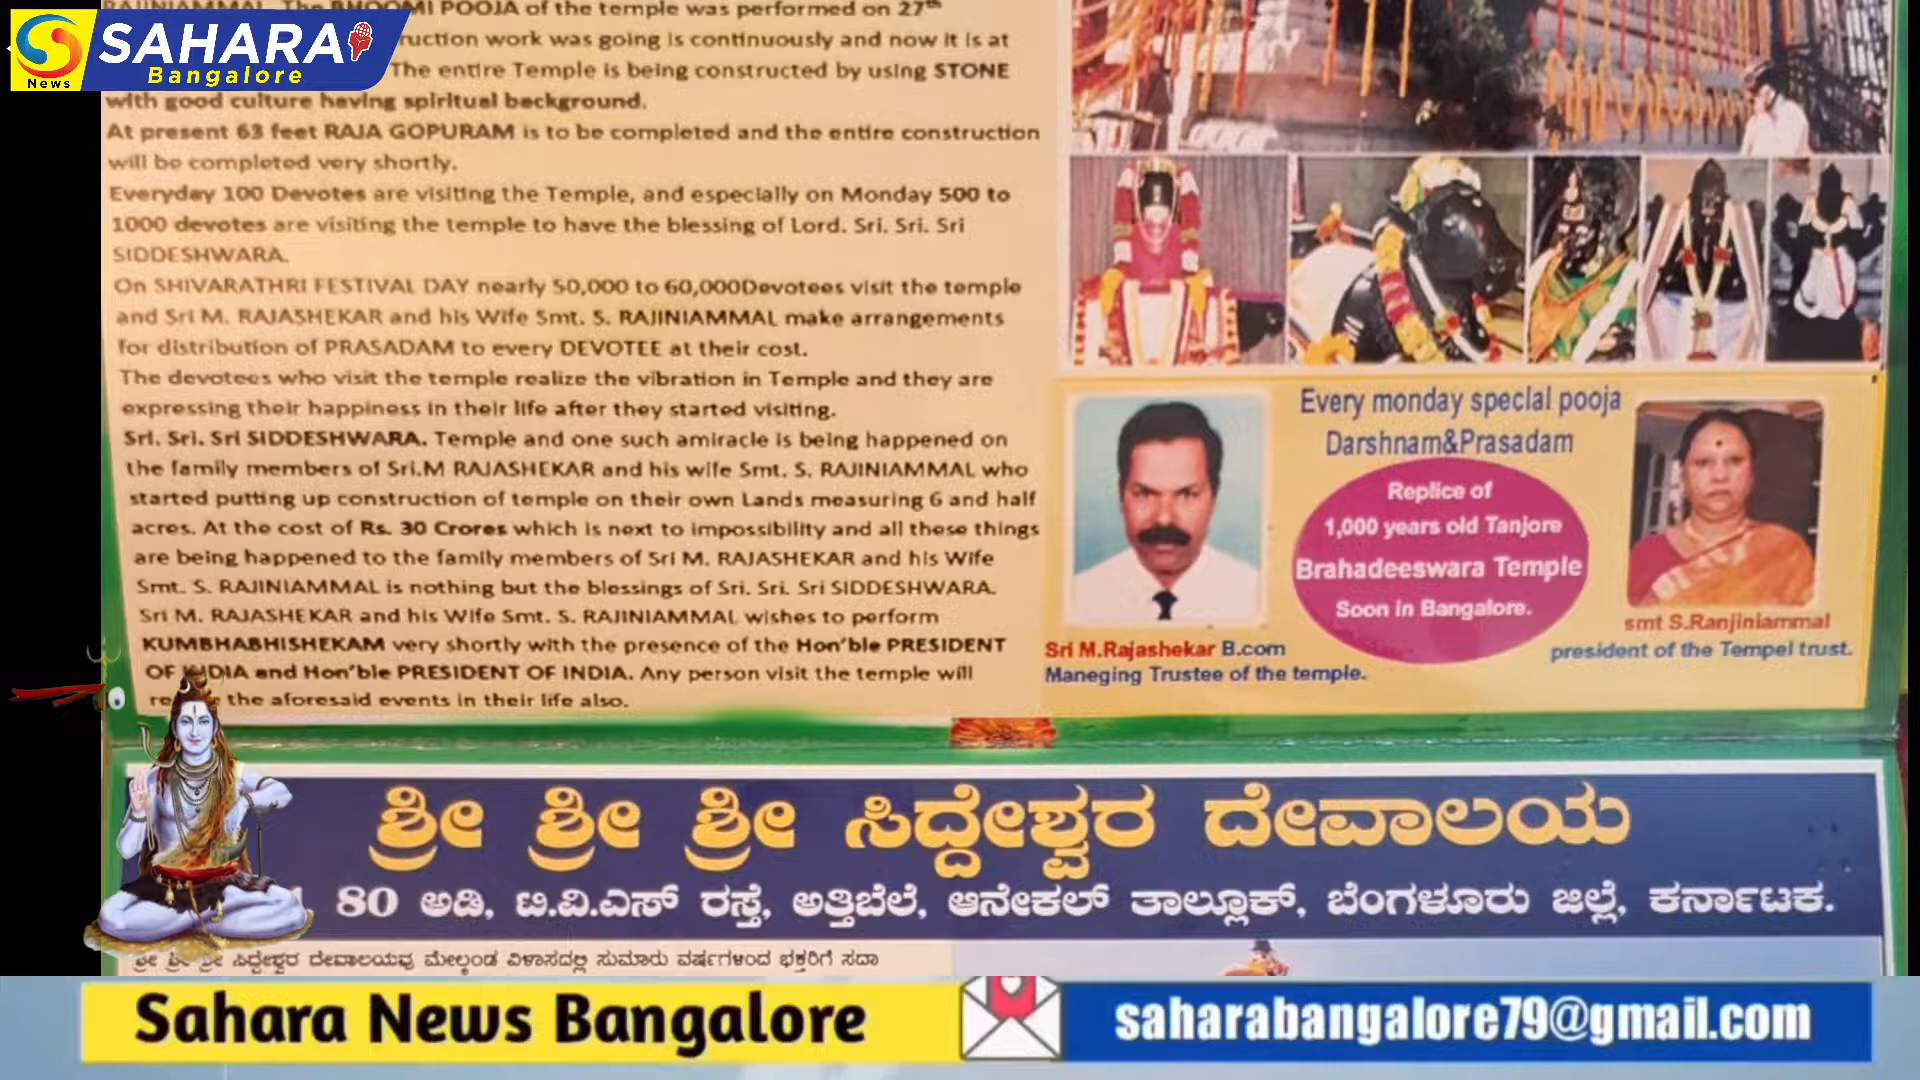 SAHARA
Bangalore
News
RAJINIAMMAL. The BHOOMI POOJA of the temple was performed on 27th
ruction work was going is continuously and now it is at
The entire Temple is being constructed by using STONE
with good culture having spiritual background.
At present 63 feet RAJA GOPURAM is to be completed and the entire construction
will be completed very shortly.
Everyday 100 Devotes are visiting the Temple, and especially on Monday 500 to
1000 devotes are visiting the temple to have the blessing of Lord. Sri. Sri. Sri
SIDDESHWARA.
On SHIVARATHRI FESTIVAL DAY nearly 50,000 to 60,000Devotees visit the temple
and Sri M. RAJASHEKAR and his Wife Smt. S. RAJINIAMMAL make arrangements
for distribution of PRASADAM to every DEVOTEE at their cost.
The devotees who visit the temple realize the vibration in Temple and they are
expressing their happiness in their life after they started visiting.
Sri. Sri. Sri SIDDESHWARA. Temple and one such amiracle is being happened on
the family members of Sri.M RAJASHEKAR and his wife Smt. S. RAJINIAMMAL who
started putting up construction of temple on their own Lands measuring 6 and half
acres. At the cost of Rs. 30 Crores which is next to impossibility and all these things
are being happened to the family members of Sri M. RAJASHEKAR and his Wife
Smt. S. RAJINIAMMAL is nothing but the blessings of Sri. Sri. Sri SIDDESHWARA.
Sri M. RAJASHEKAR and his Wife Smt. S. RAJINIAMMAL wishes to perform
KUMBHABHISHEKAM very shortly with the presence of the Hon'ble PRESIDENT
OF INDIA and Hon'ble PRESIDENT OF INDIA. Any person visit the temple will
the aforesaid events in their life also.
Every monday special pooja
Darshnam&Prasadam
Replice of
1,000 years old Tanjore
Brahadeeswara Temple
Soon in Bangalore.
Sri M.Rajashekar B.com
Maneging Trustee of the temple.
smt S.Ranjiniammal
president of the Tempel trust.
ಶ್ರೀ ಶ್ರೀ ಶ್ರೀ ಸಿದ್ದೇಶ್ವರ ದೇವಾಲಯ
80 ಅಡಿ, ಟಿ.ವಿ.ಎಸ್ ರಸ್ತೆ, ಅತ್ತಿಬೆಲೆ, ಆನೇಕಲ್ ತಾಲ್ಲೂಕ್, ಬೆಂಗಳೂರು ಜಿಲ್ಲೆ, ಕರ್ನಾಟಕ.
ಶ್ರೀ ಶ್ರೀ ಶ್ರೀ ಸಿದ್ದೇಶ್ವರ ದೇವಾಲಯವು ಮೇಲ್ಕಂಡ ವಿಳಾಸದಲ್ಲಿ ಸುಮಾರು ವರ್ಷಗಳಿಂದ ಭಕ್ತರಿಗೆ ಸದಾ
Sahara News Bangalore
saharabangalore79@gmail.com